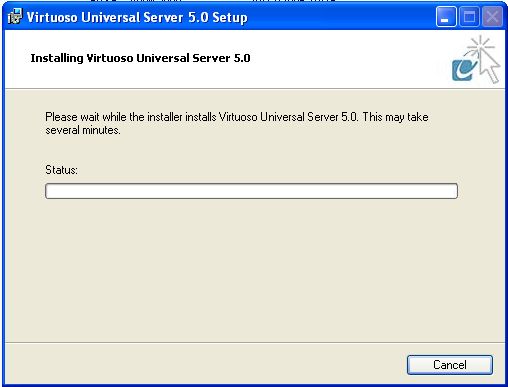 Virtuoso Universal Server 5.0 Setup
Installing Virtuoso Universal Server 5.0
Please wait while the installer installs Virtuoso Universal Server 5.0. This may take
several minutes.
Status:
Cancel